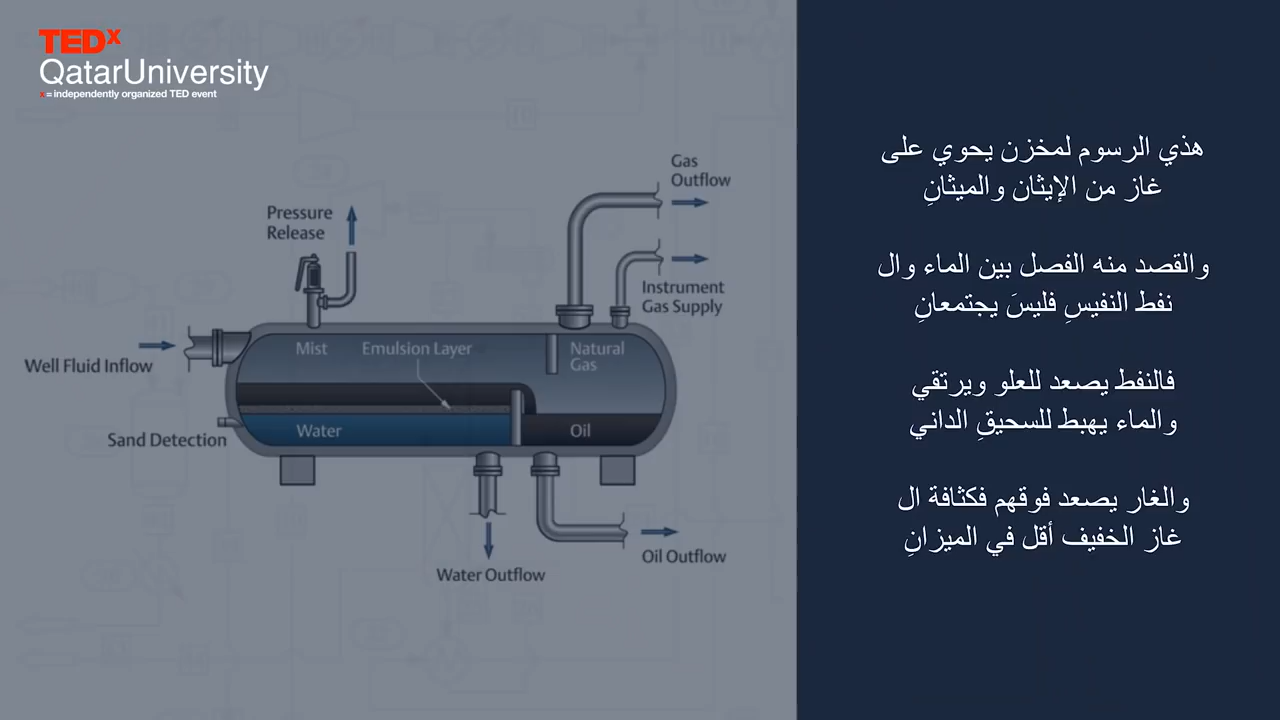 TEDx
QatarUniversity
x = independently organized TED event
Gas
Outflow
Pressure
Release
Instrument
Gas Supply
Well Fluid Inflow
Mist
Emulsion Layer
Natural
Gas
Sand Detection
Water
Oil
Oil Outflow
Water Outflow
هذي الرسوم لمخزن يحوي على
غاز من الإيثان والميثانِ
والقصد منه الفصل بين الماء وال
نفط النفيسِ فليسَ يجتمعانِ
فالنفط يصعد للعلو ويرتقي
والماء يهبط للسحيقِ الداني
والغار يصعد فوقهم فكثافة ال
غاز الخفيف أقل في الميزانِ